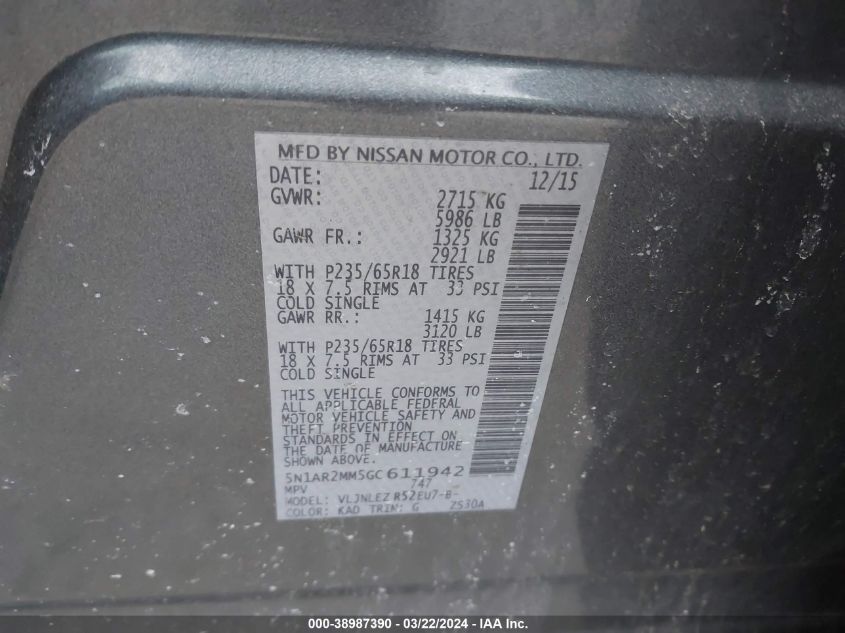 MFD BY NISSAN MOTOR CO., LTD.
DATE: 12/15
GVWR: 2715 KG
5986 LB
GAWR FR.: 1325 KG
2921 LB
WITH P235/65R18 TIRES
18 X 7.5 RIMS AT 33 PSI
COLD SINGLE
GAWR RR.: 1415 KG
3120 LB
WITH P235/65R18 TIRES
18 X 7.5 RIMS AT 33 PSI
COLD SINGLE
THIS VEHICLE CONFORMS TO
ALL APPLICABLE FEDERAL
MOTOR VEHICLE SAFETY AND
THEFT PREVENTION
STANDARDS IN EFFECT ON
THE DATE OF MANUFACTURE
5N1AR2MM5GC611942
MPV 747
MODEL: VLJNLEZ R52EU7-B-
COLOR: KAD TRIM: G ZS30A
000-38987390 - 03/22/2024 - IAA Inc.